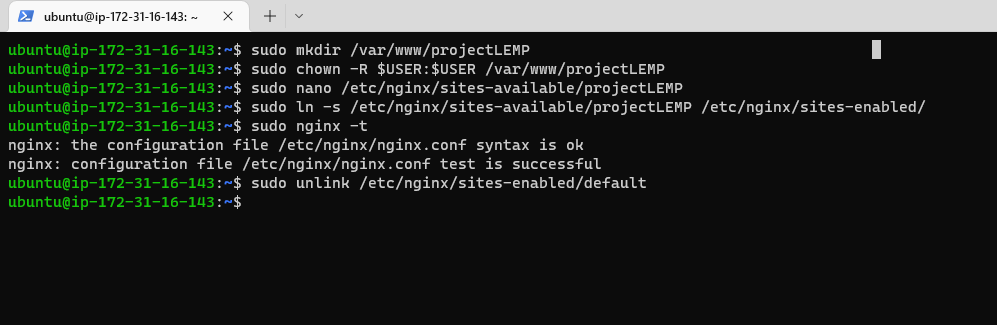 ubuntu@ip-172-31-16-143: ~
ubuntu@ip-172-31-16-143:~$ sudo mkdir /var/www/projectLEMP
ubuntu@ip-172-31-16-143:~$ sudo chown -R $USER:$USER /var/www/projectLEMP
ubuntu@ip-172-31-16-143:~$ sudo nano /etc/nginx/sites-available/projectLEMP
ubuntu@ip-172-31-16-143:~$ sudo ln -s /etc/nginx/sites-available/projectLEMP /etc/nginx/sites-enabled/
ubuntu@ip-172-31-16-143:~$ sudo nginx -t
nginx: the configuration file /etc/nginx/nginx.conf syntax is ok
nginx: configuration file /etc/nginx/nginx.conf test is successful
ubuntu@ip-172-31-16-143:~$ sudo unlink /etc/nginx/sites-enabled/default
ubuntu@ip-172-31-16-143:~$